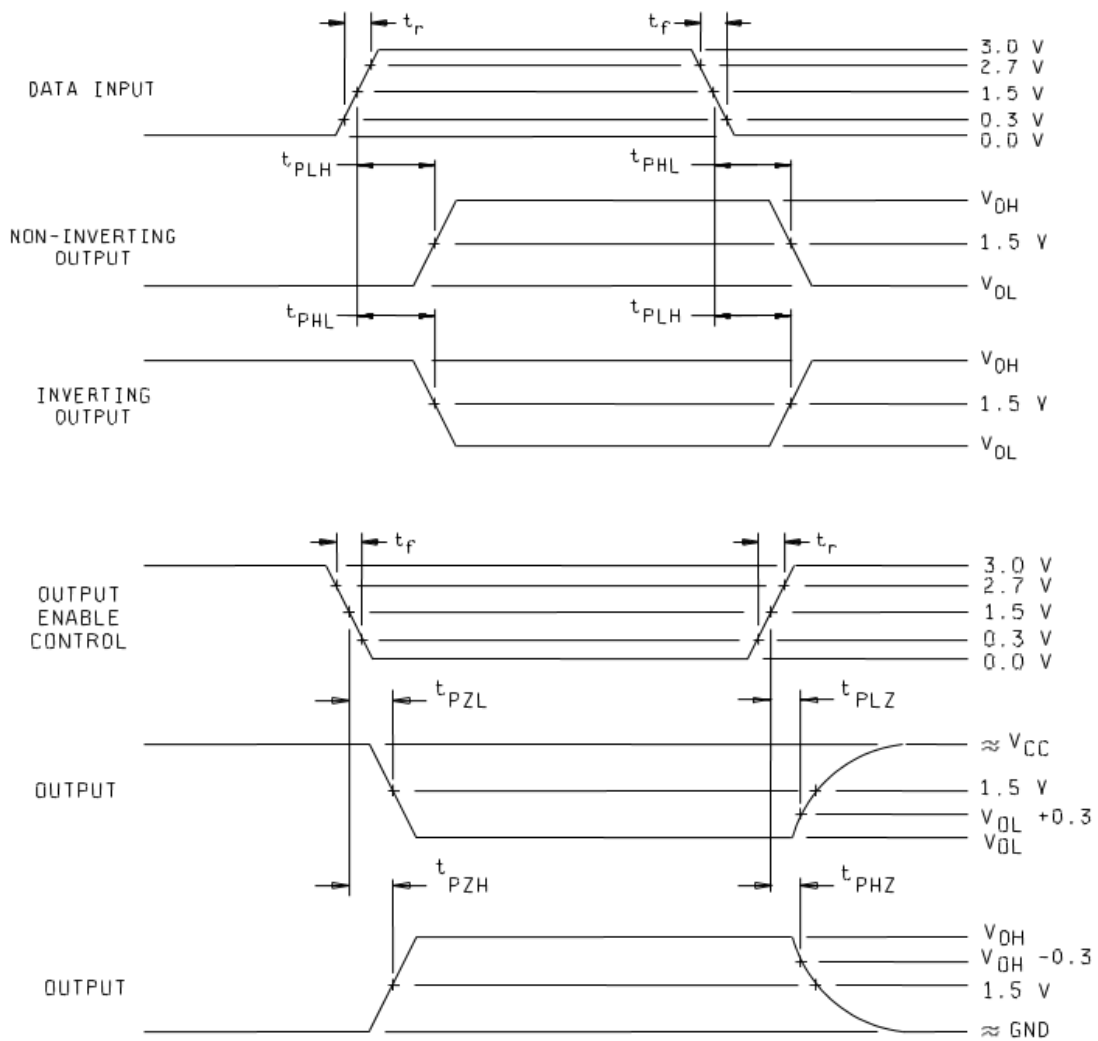 t_r t_f
3.0 V
2.7 V
DATA INPUT 1.5 V
0.3 V
0.0 V
t_PLH t_PHL
V_OH
NON-INVERTING
OUTPUT
1.5 V
V_OL
t_PHL t_PLH
V_OH
INVERTING
OUTPUT
1.5 V
V_OL
t_f t_r
3.0 V
2.7 V
OUTPUT
ENABLE
CONTROL
1.5 V
0.3 V
0.0 V
t_PZL t_PLZ
≈ V_CC
OUTPUT 1.5 V
V_OL +0.3
V_OL
t_PZH t_PHZ
V_OH
V_OH -0.3
OUTPUT 1.5 V
≈ GND